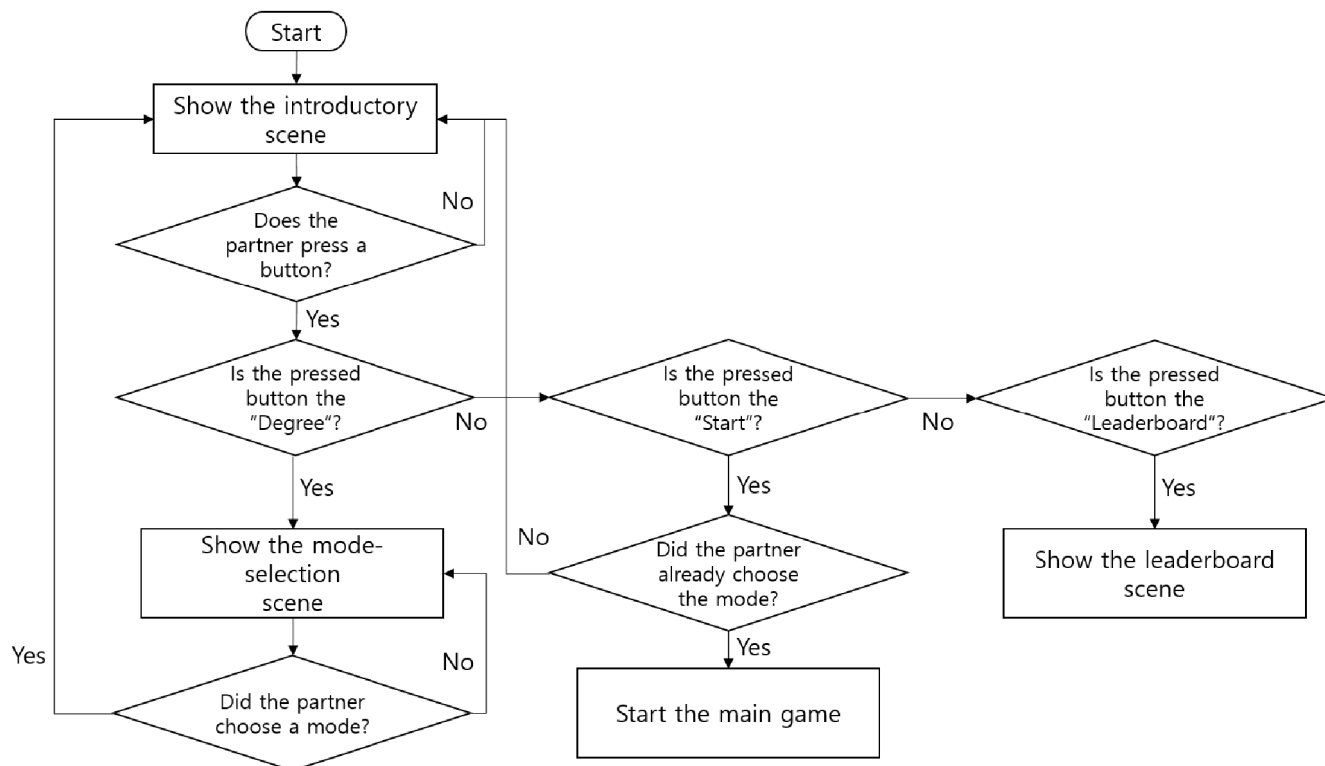 Start
Show the introductory
scene
No
Does the
partner press a
button?
Yes
Is the pressed
button the
"Degree"?
No
Is the pressed
button the
"Start"?
No
Is the pressed
button the
"Leaderboard"?
Yes
Yes
Yes
Show the mode-
selection
scene
No
Did the partner
already choose
the mode?
Show the leaderboard
scene
Yes
No
Yes
Did the partner
choose a mode?
Start the main game